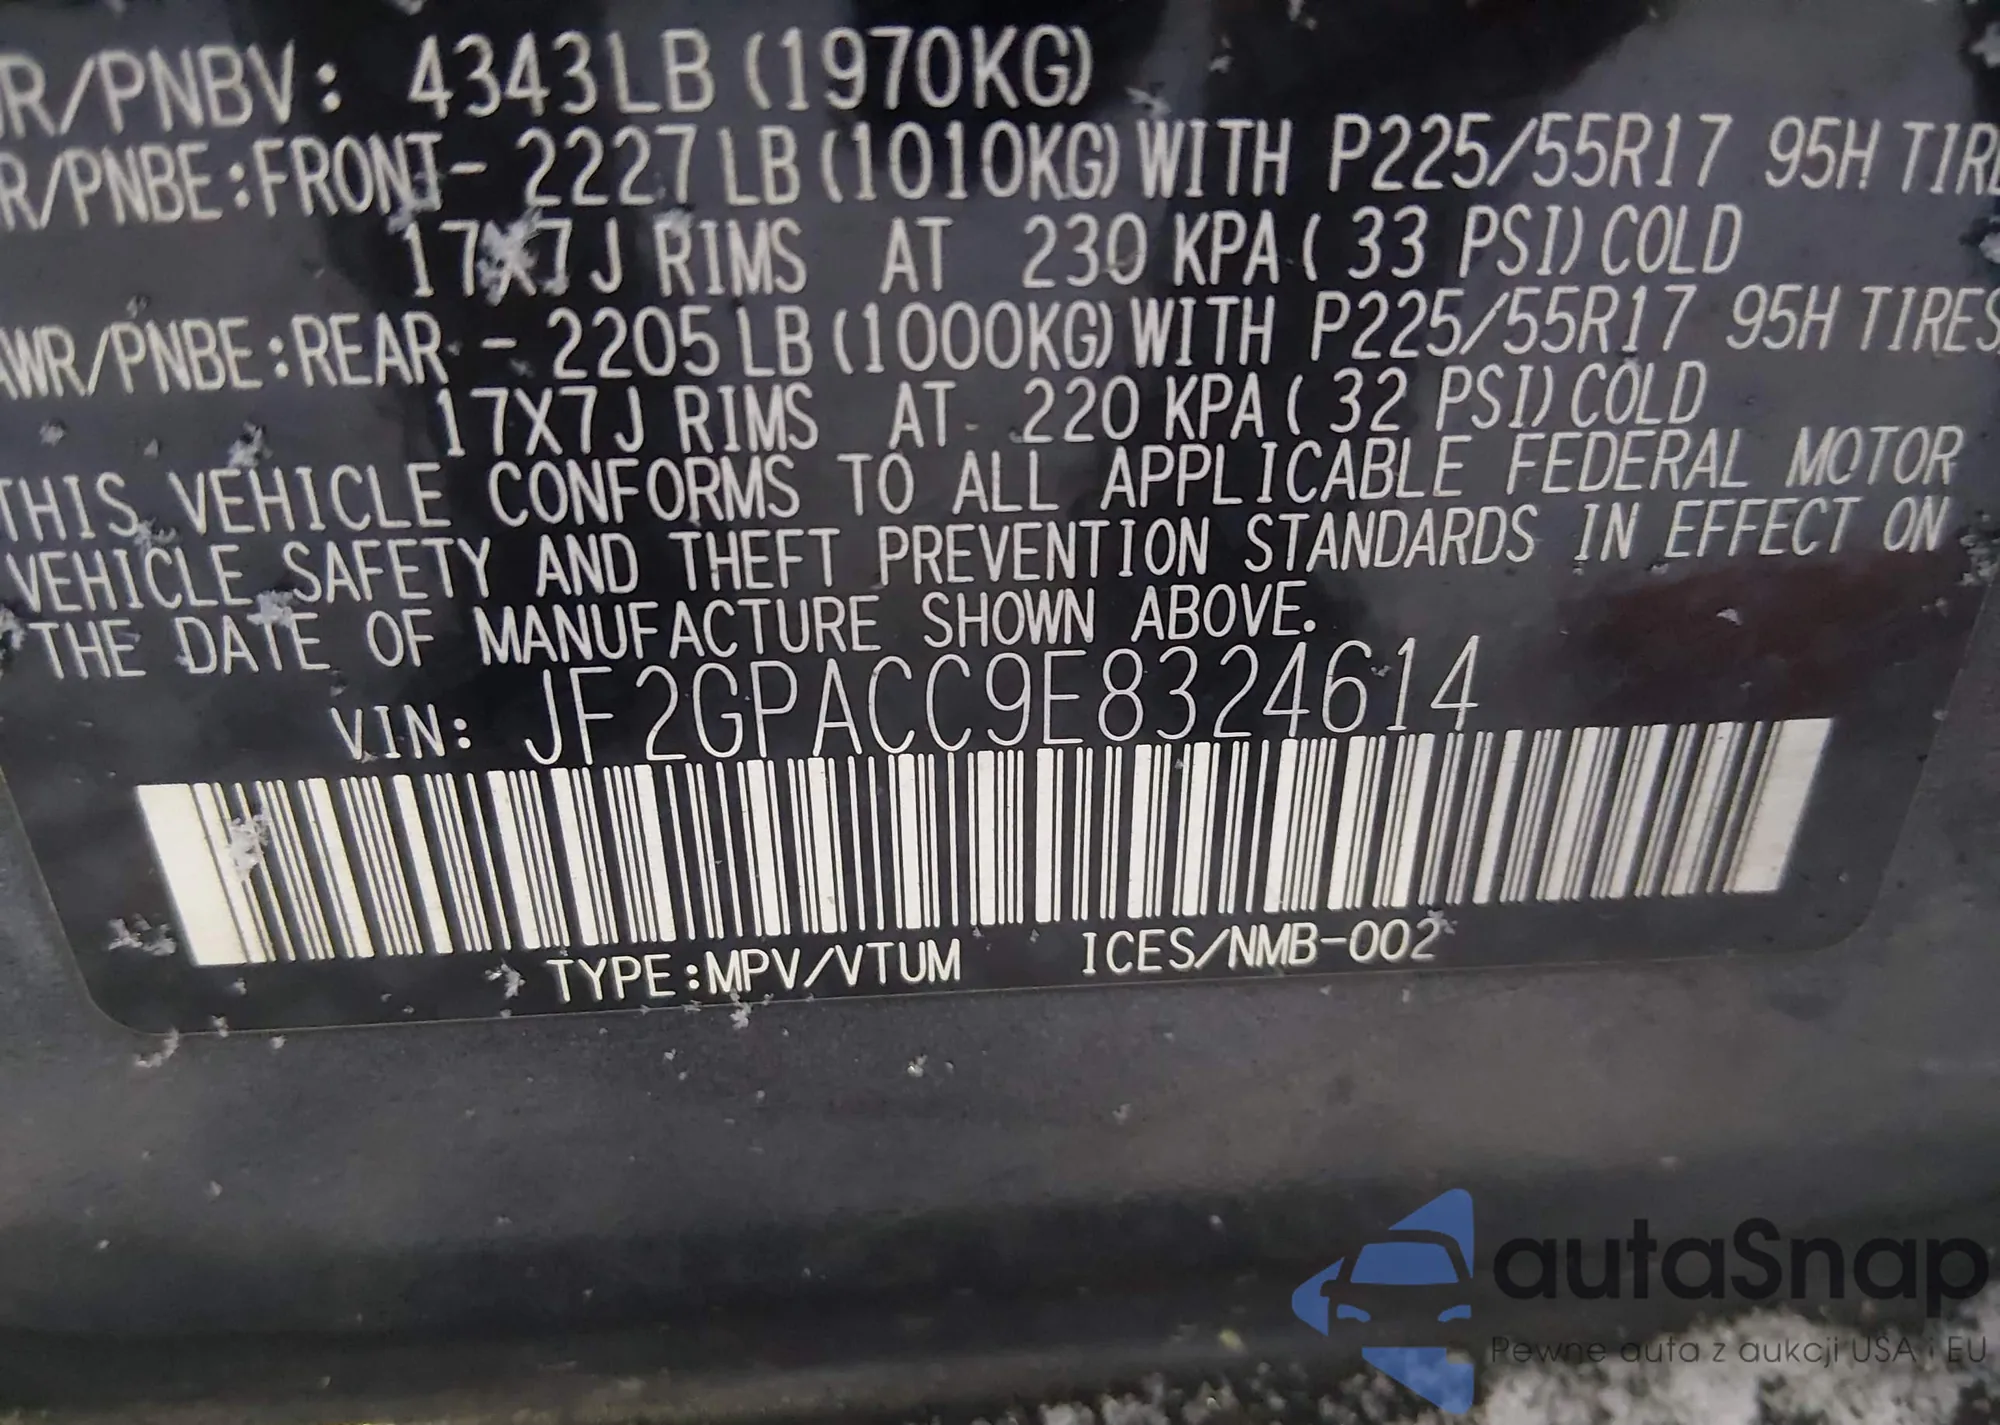 R/PNBV: 4343LB (1970KG)
R/PNBE:FRONT- 2227LB (1010KG)WITH P225/55R17 95H TIRE
17X7J RIMS AT 230 KPA( 33 PSI)COLD
AWR/PNBE:REAR - 2205LB (1000KG)WITH P225/55R17 95H TIRES
17X7J RIMS AT 220 KPA( 32 PSI)COLD
THIS VEHICLE CONFORMS TO ALL APPLICABLE FEDERAL MOTOR
VEHICLE SAFETY AND THEFT PREVENTION STANDARDS IN EFFECT ON
THE DATE OF MANUFACTURE SHOWN ABOVE.
VIN: JF2GPACC9E8324614
TYPE:MPV/VTUM ICES/NMB-002
autaSnap
Pewne auta z aukcji USA i EU